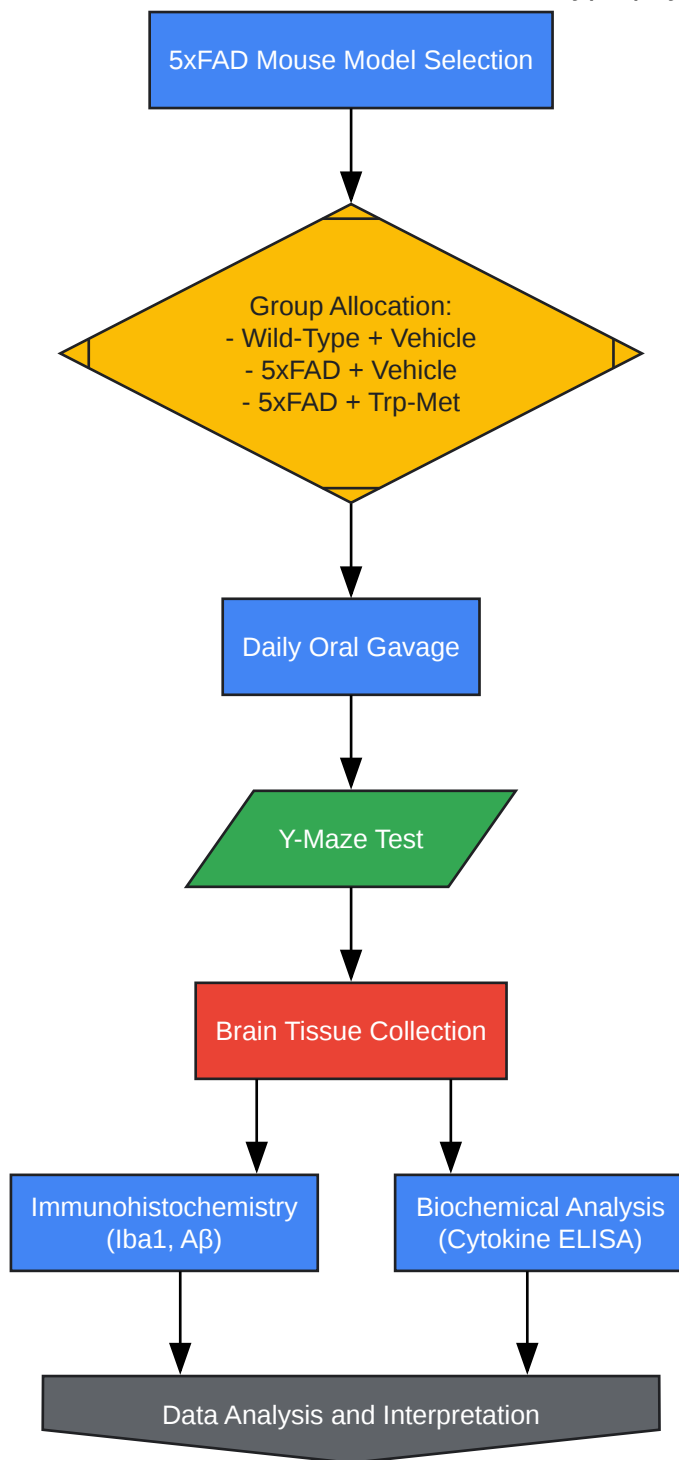 5xFAD Mouse Model Selection
Group Allocation:
- Wild-Type + Vehicle
- 5xFAD + Vehicle
- 5xFAD + Trp-Met
Daily Oral Gavage
Y-Maze Test
Brain Tissue Collection
Immunohistochemistry
(Iba1, Aβ)
Biochemical Analysis
(Cytokine ELISA)
Data Analysis and Interpretation